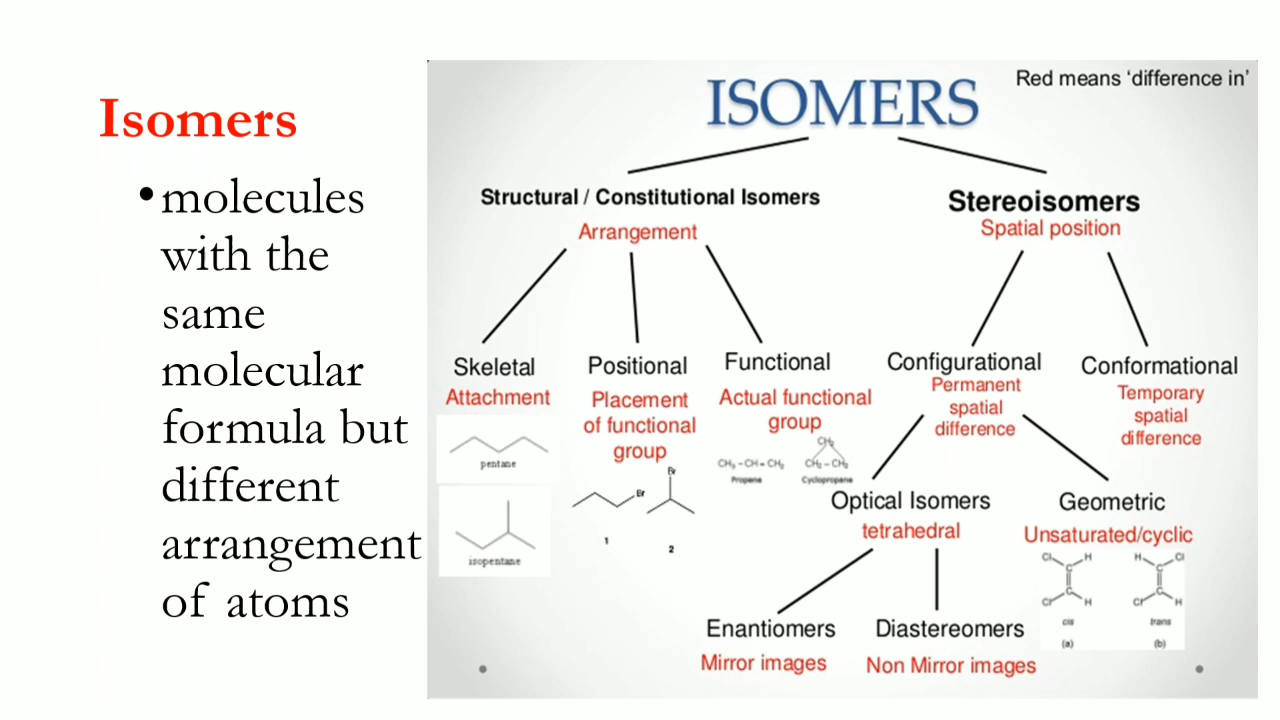 Isomers
•molecules
with the
same
molecular
formula but
different
arrangement
of atoms
Red means ‘difference in’
ISOMERS
Structural / Constitutional Isomers
Arrangement
Stereoisomers
Spatial position
Skeletal
Attachment
pentane
isopentane
Positional
Placement
of functional
group
Br
Br
1
2
Functional
Actual functional
group
CH₂
CH₃–CH=CH₂
CH₂–CH₂
Propene
Cyclopropane
Configurational
Permanent
spatial
difference
Conformational
Temporary
spatial
difference
Optical Isomers
tetrahedral
Geometric
Unsaturated/cyclic
Cl H
C
C
Cl H
cis
(a)
H Cl
C
C
Cl H
trans
(b)
Enantiomers
Mirror images
Diastereomers
Non Mirror images